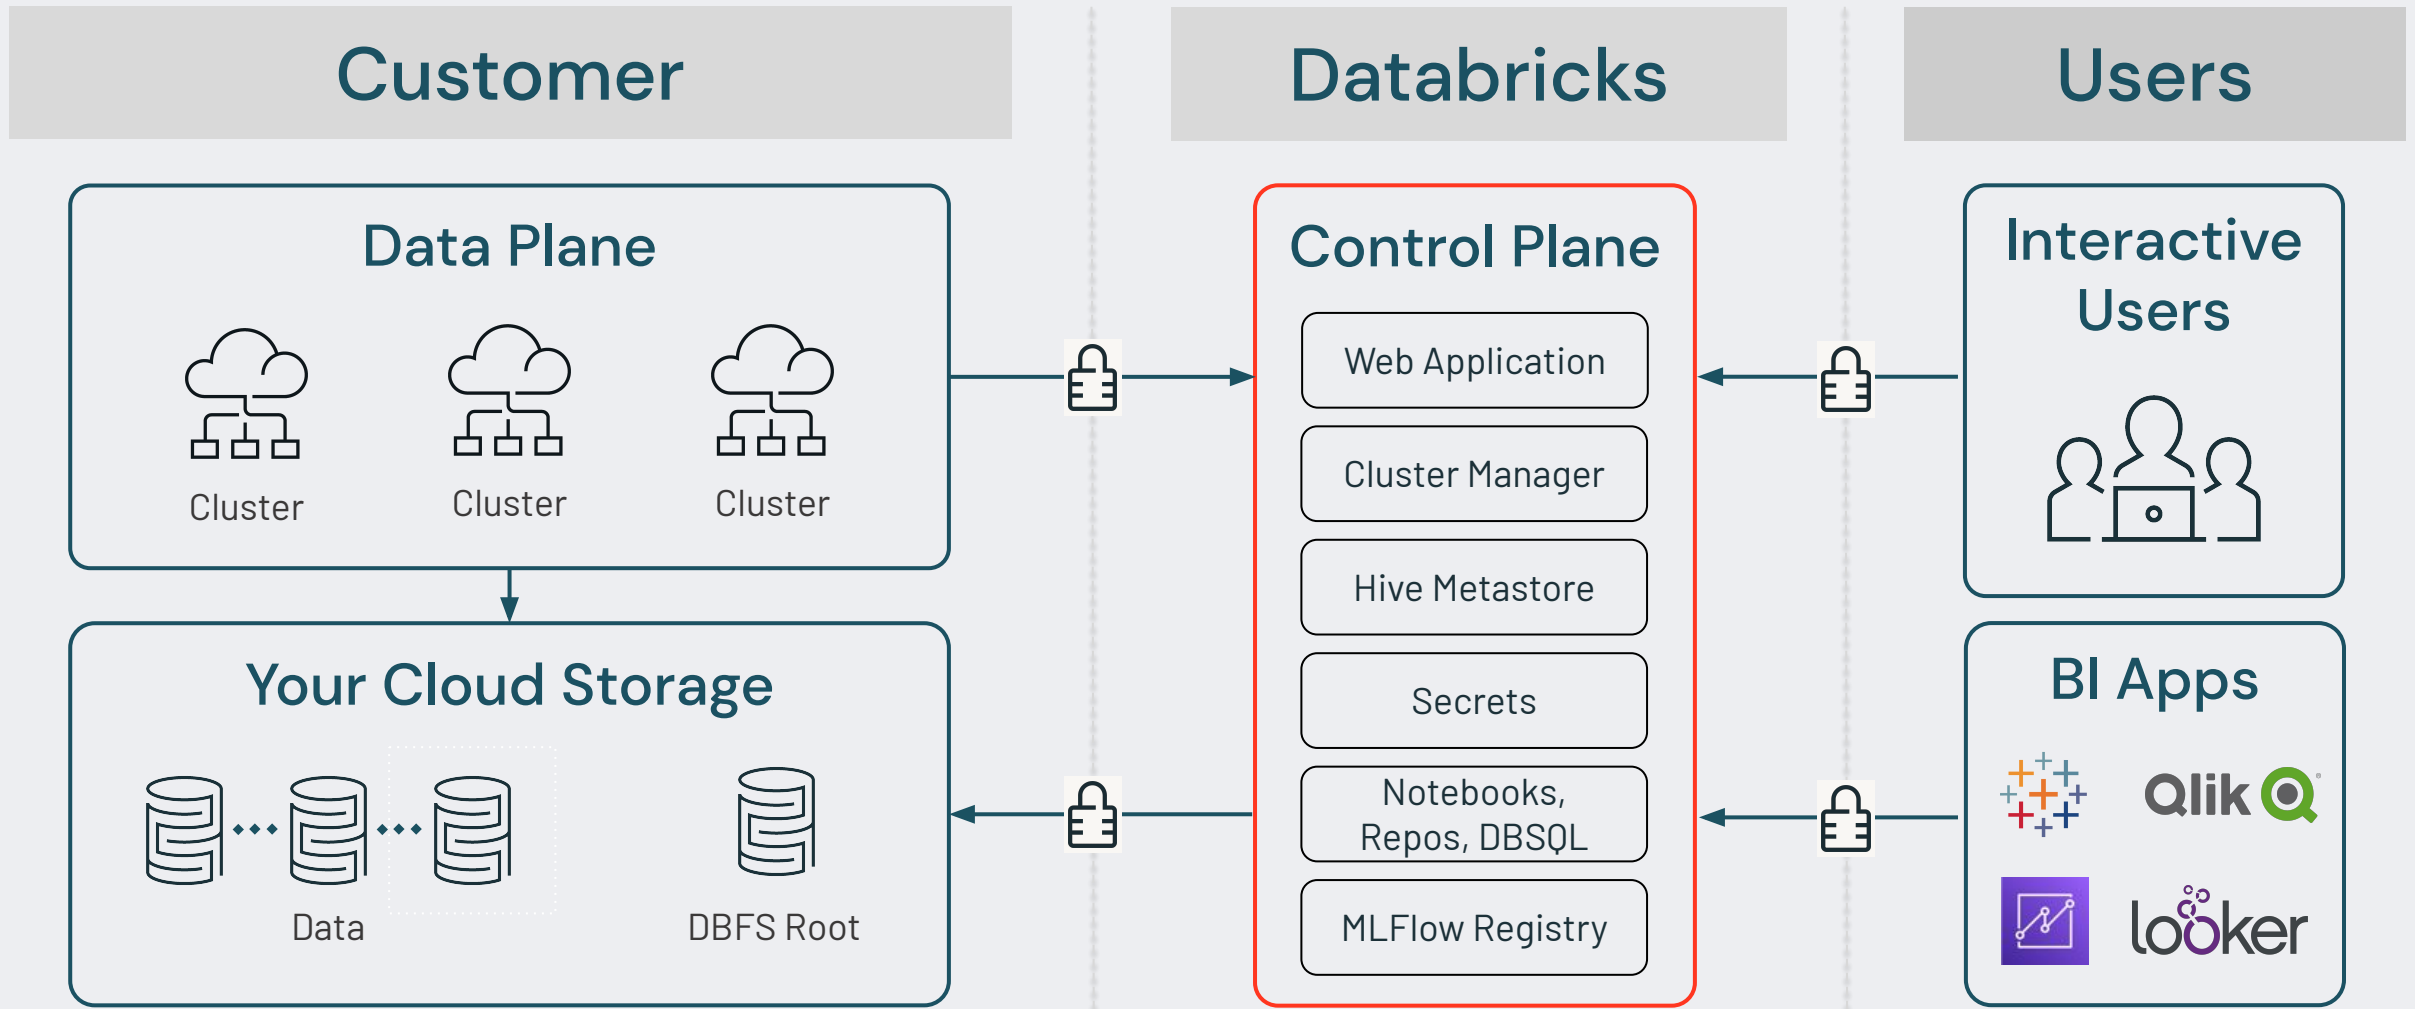 Customer
Databricks
Users
Data Plane
Cluster
Cluster
Cluster
Your Cloud Storage
Data
DBFS Root
Control Plane
Web Application
Cluster Manager
Hive Metastore
Secrets
Notebooks,
Repos, DBSQL
MLFlow Registry
Interactive
Users
BI Apps
Qlik
looker